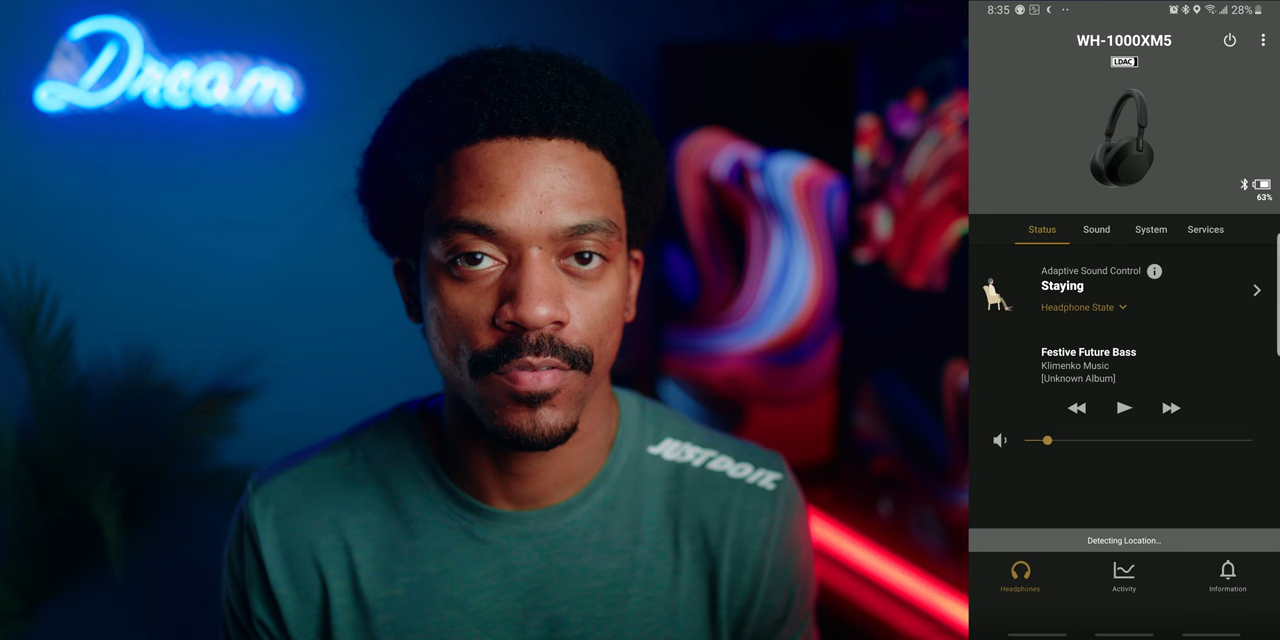 Dream
JUST DO IT.
8:35
28%
WH-1000XM5
LDAC
63%
Status Sound System Services
Adaptive Sound Control
Staying
Headphone State
Festive Future Bass
Klimenko Music
[Unknown Album]
Detecting Location...
Headphones Activity Information